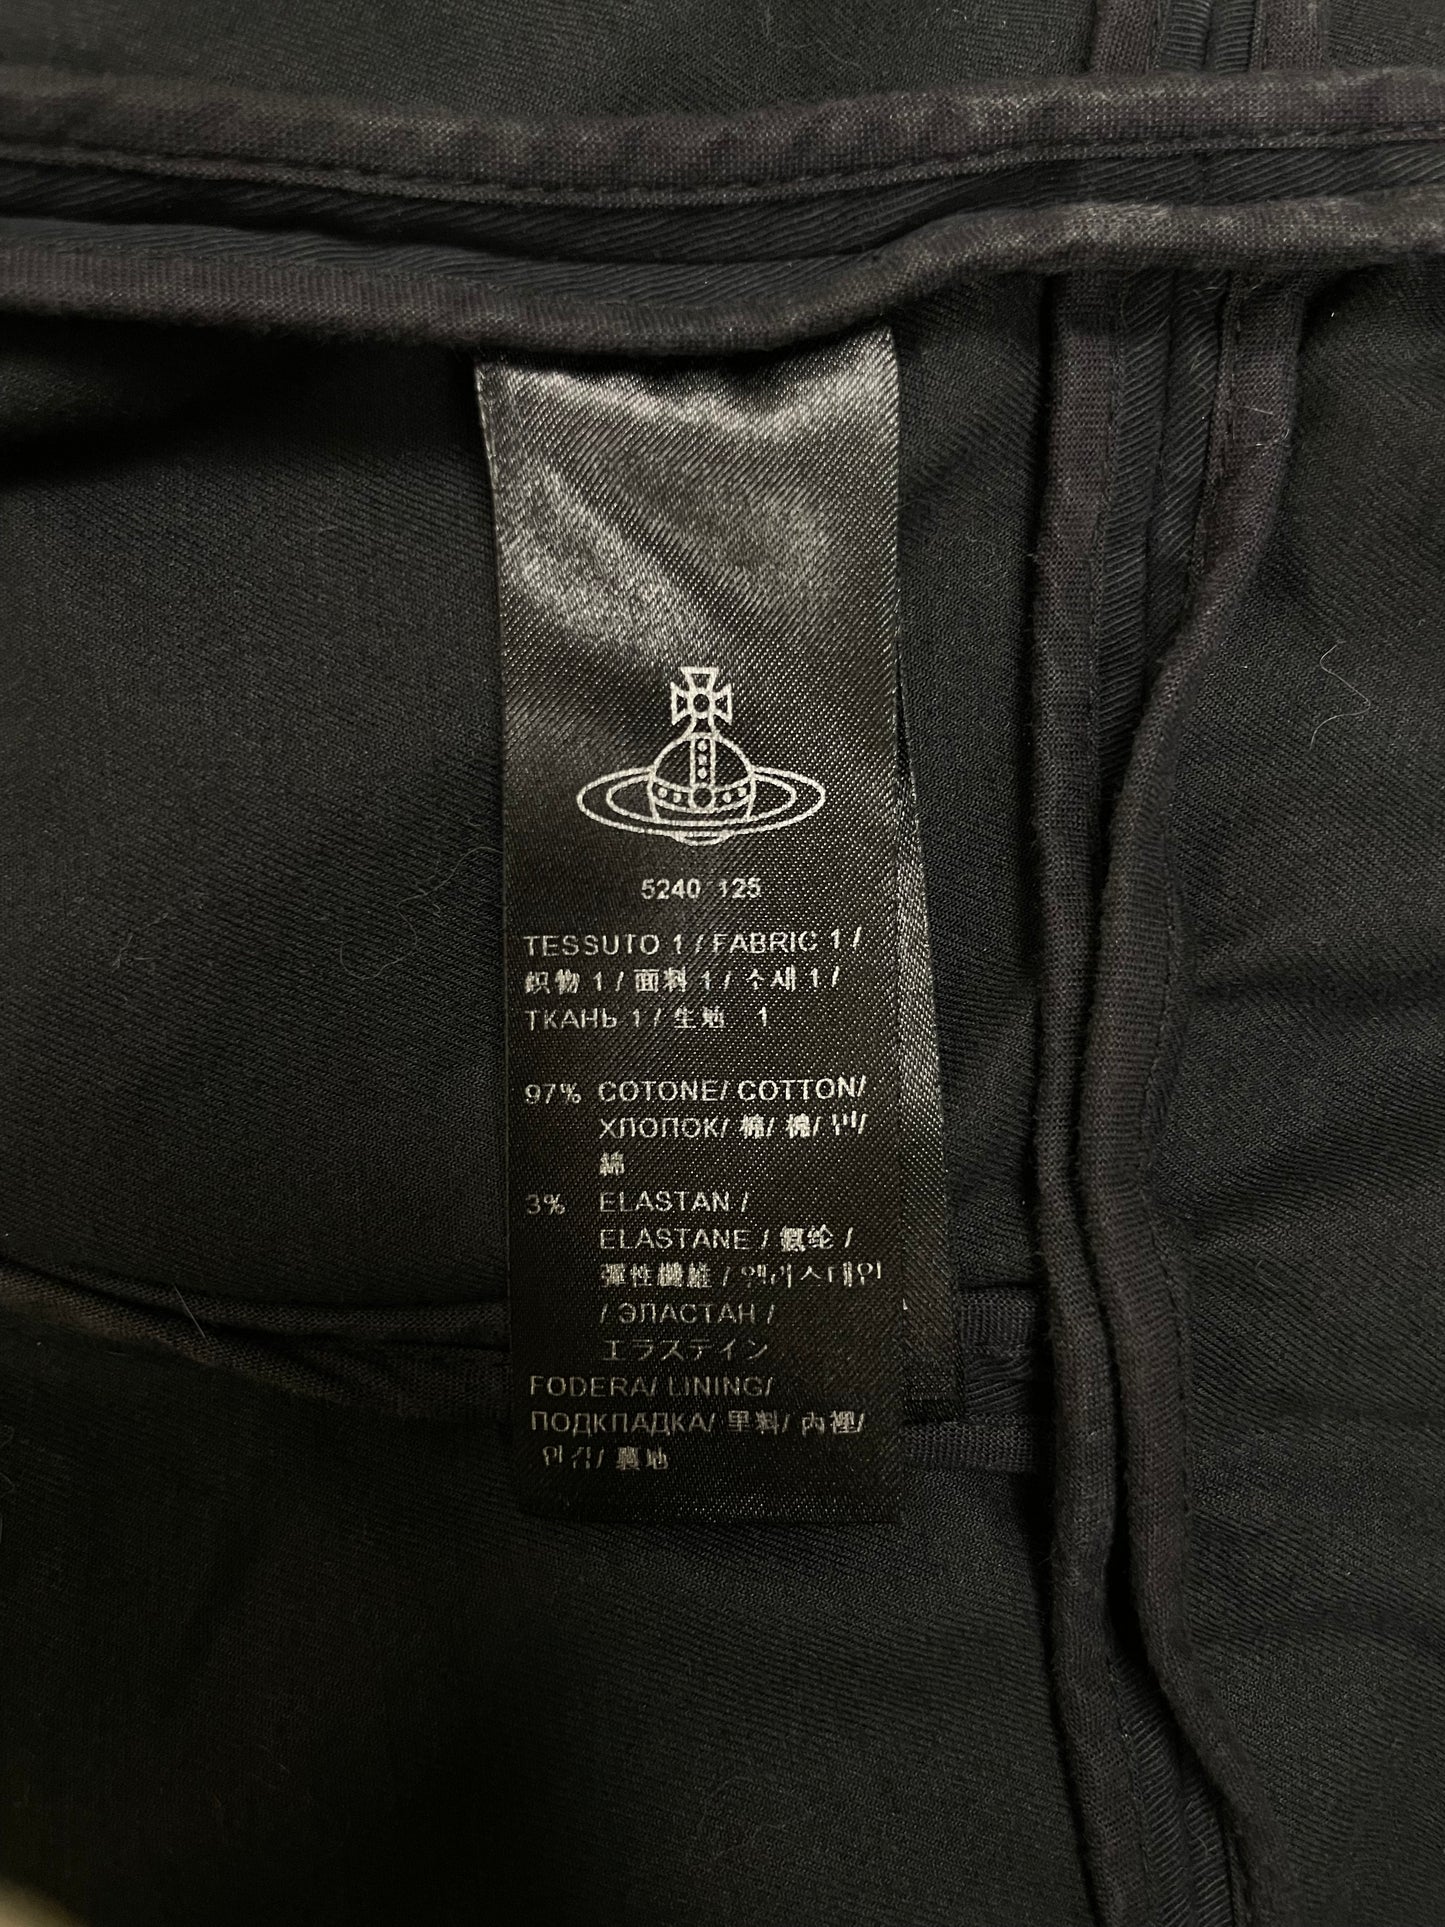 5240 125
TESSUTO 1 / FABRIC 1 /
織物 1 / 面料 1 / 소재 1 /
ТКАНЬ 1 / 生地 1
97% COTONE/ COTTON/
ХЛОПОК/ 棉/ 棉/ 면/
綿
3% ELASTAN /
ELASTANE / 氨纶 /
彈性纖維 / 엘라스테인
/ ЭЛАСТАН /
エラステイン
FODERA/ LINING/
ПОДКЛАДКА/ 里料/ 內裡/
안감/ 裏地